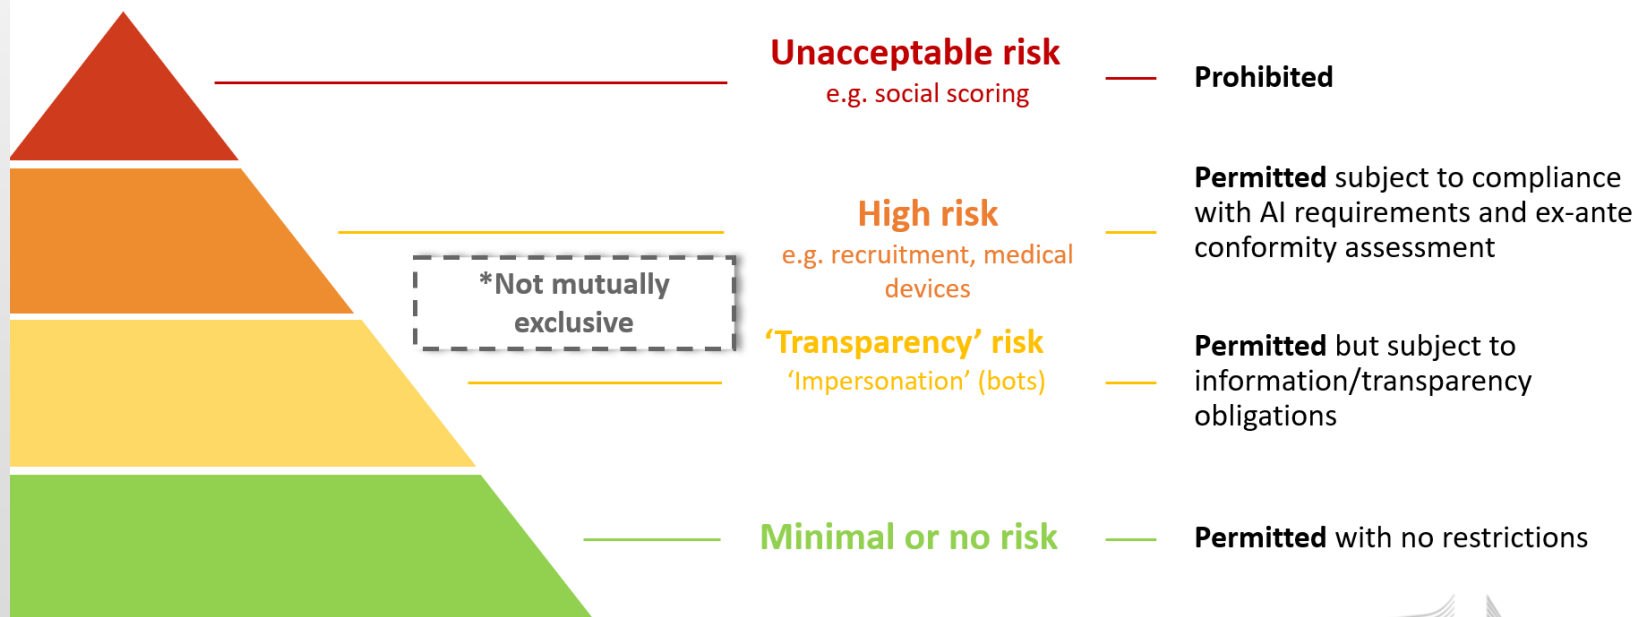 Unacceptable risk
e.g. social scoring
Prohibited
High risk
e.g. recruitment, medical
devices
Permitted subject to compliance
with AI requirements and ex-ante
conformity assessment
*Not mutually
exclusive
‘Transparency’ risk
‘Impersonation’ (bots)
Permitted but subject to
information/transparency
obligations
Minimal or no risk
Permitted with no restrictions